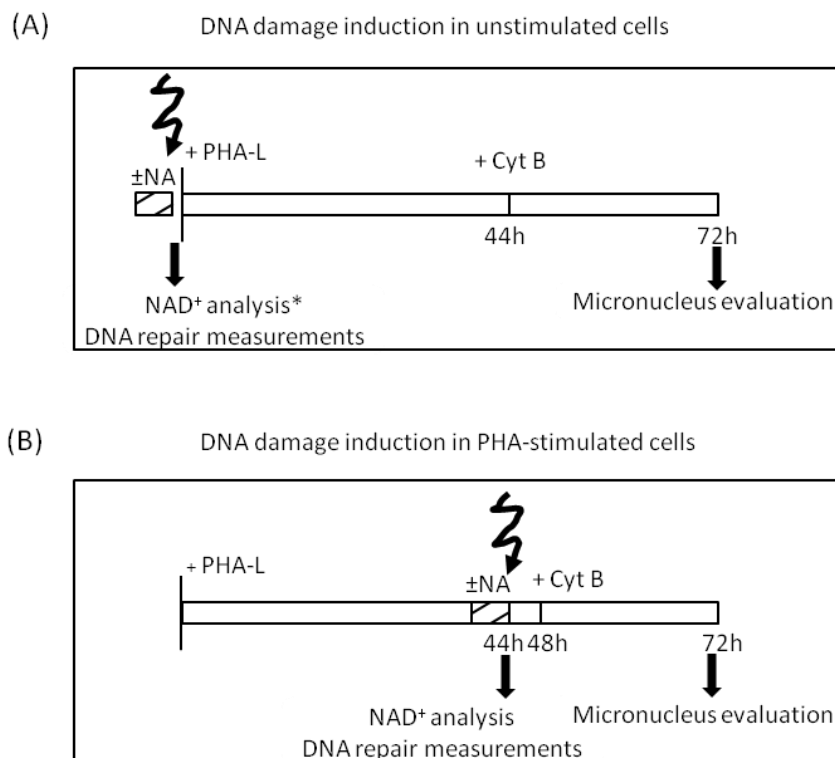 (A) DNA damage induction in unstimulated cells
+ PHA-L
+ Cyt B
±NA
44h 72h
NAD⁺ analysis* Micronucleus evaluation
DNA repair measurements
(B) DNA damage induction in PHA-stimulated cells
+ PHA-L ±NA + Cyt B
44h 48h 72h
NAD⁺ analysis Micronucleus evaluation
DNA repair measurements